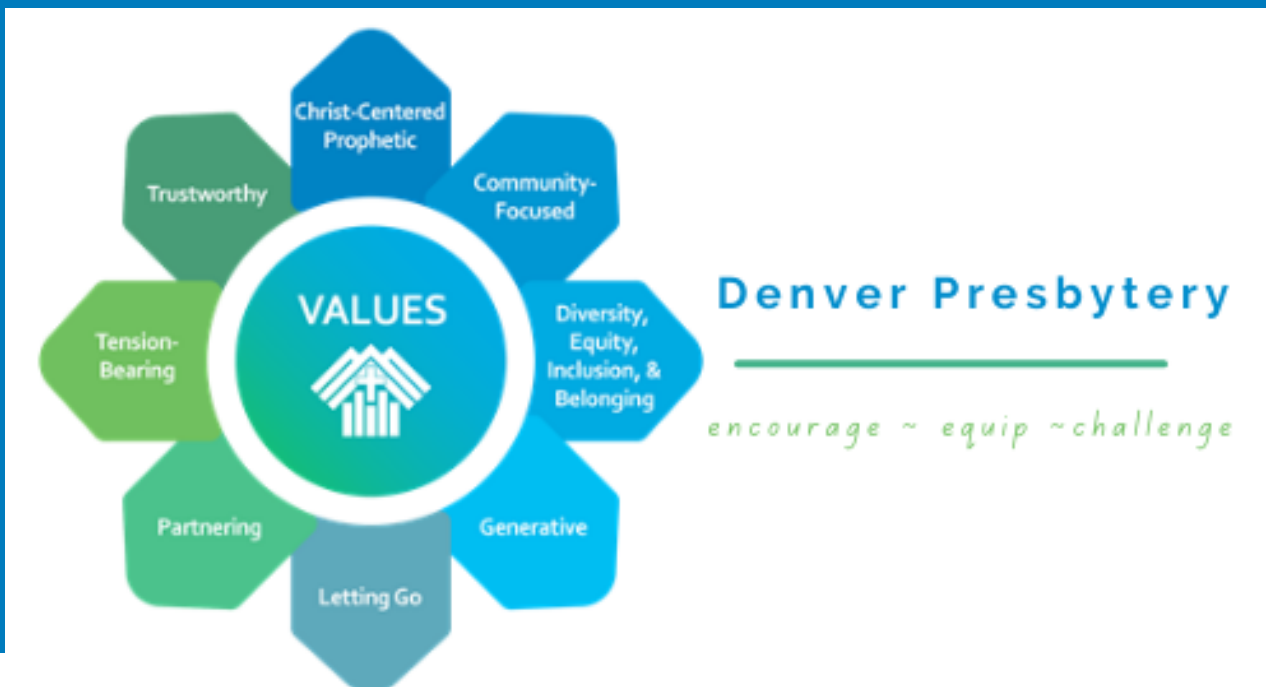 Christ-Centered
Prophetic
Community-
Focused
Diversity,
Equity,
Inclusion, &
Belonging
Generative
Letting Go
Partnering
Tension-
Bearing
Trustworthy
VALUES
Denver Presbytery
encourage ~ equip ~challenge